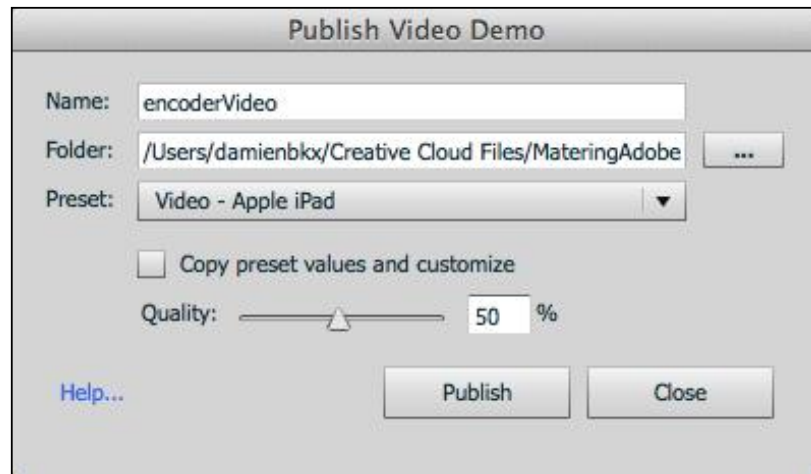 Publish Video Demo
Name: encoderVideo
Folder: /Users/damienbkx/Creative Cloud Files/MateringAdobe ...
Preset: Video - Apple iPad
Copy preset values and customize
Quality: 50 %
Help... Publish Close